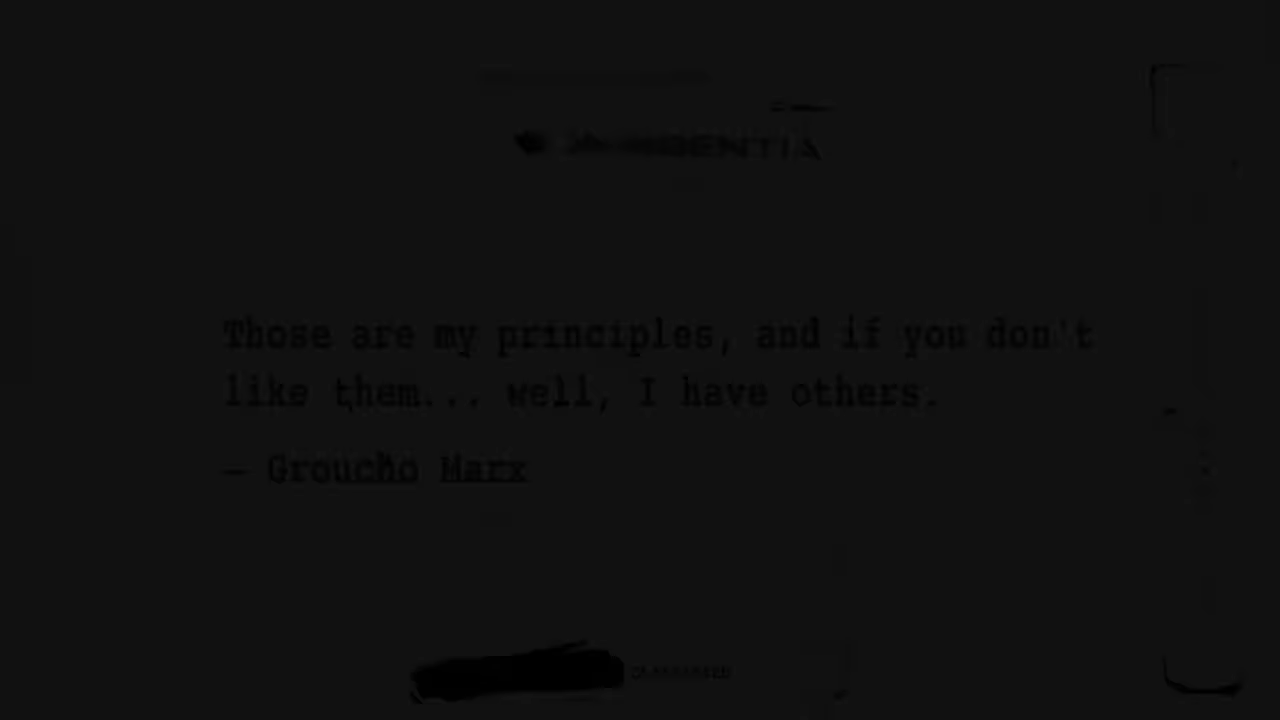 Those are my principles, and if you don't
like them... well, I have others.
— Groucho Marx